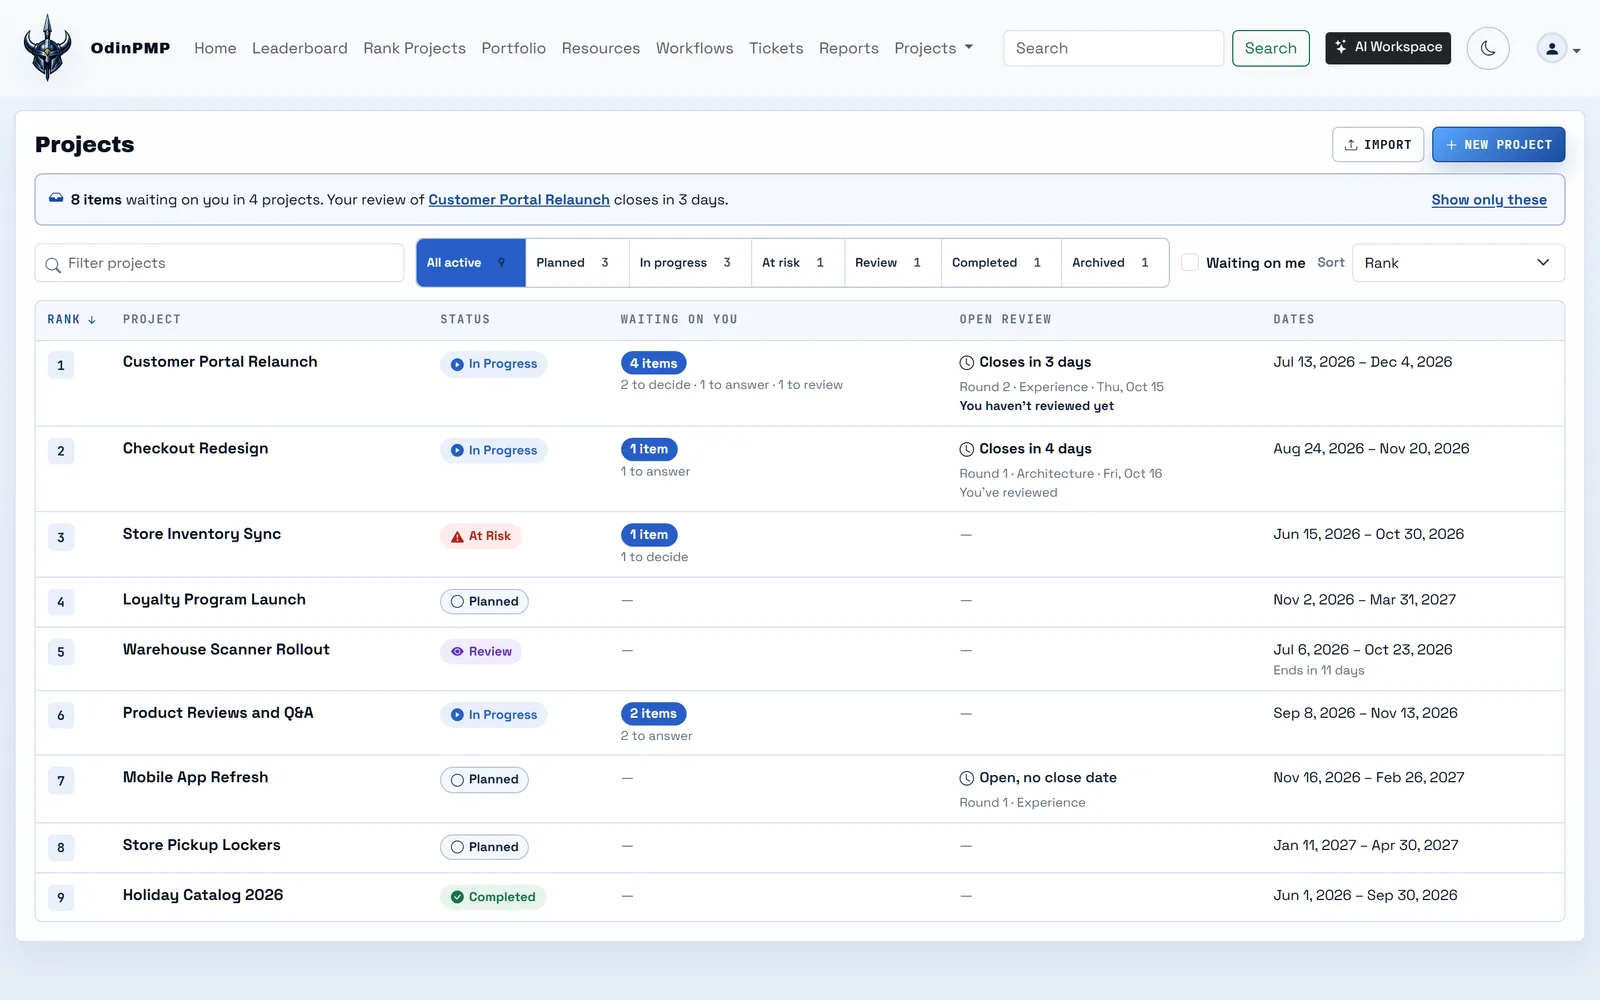 OdinPMP Home Leaderboard Rank Projects Portfolio Resources Workflows Tickets Reports Projects Search Search AI Workspace
Projects
IMPORT
+ NEW PROJECT
8 items waiting on you in 4 projects. Your review of Customer Portal Relaunch closes in 3 days.
Show only these
Filter projects
All active 9 Planned 3 In progress 3 At risk 1 Review 1 Completed 1 Archived 1
Waiting on me
Sort Rank
RANK ↓ PROJECT STATUS WAITING ON YOU OPEN REVIEW DATES
1 Customer Portal Relaunch In Progress 4 items Closes in 3 days Jul 13, 2026 – Dec 4, 2026
2 to decide · 1 to answer · 1 to review Round 2 · Experience · Thu, Oct 15
You haven't reviewed yet
2 Checkout Redesign In Progress 1 item Closes in 4 days Aug 24, 2026 – Nov 20, 2026
1 to answer Round 1 · Architecture · Fri, Oct 16
You've reviewed
3 Store Inventory Sync At Risk 1 item — Jun 15, 2026 – Oct 30, 2026
1 to decide
4 Loyalty Program Launch Planned — — Nov 2, 2026 – Mar 31, 2027
5 Warehouse Scanner Rollout Review — — Jul 6, 2026 – Oct 23, 2026
Ends in 11 days
6 Product Reviews and Q&A In Progress 2 items — Sep 8, 2026 – Nov 13, 2026
2 to answer
7 Mobile App Refresh Planned — Open, no close date Nov 16, 2026 – Feb 26, 2027
Round 1 · Experience
8 Store Pickup Lockers Planned — — Jan 11, 2027 – Apr 30, 2027
9 Holiday Catalog 2026 Completed — — Jun 1, 2026 – Sep 30, 2026